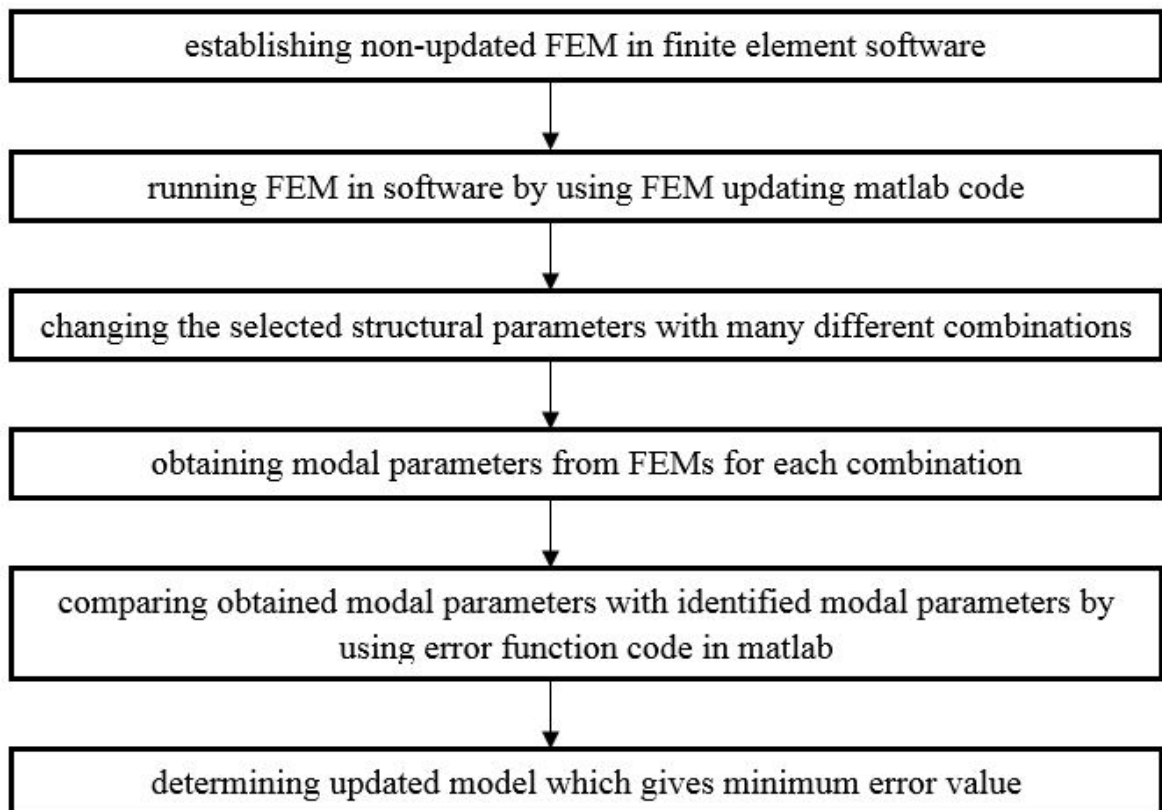 establishing non-updated FEM in finite element software
running FEM in software by using FEM updating matlab code
changing the selected structural parameters with many different combinations
obtaining modal parameters from FEMs for each combination
comparing obtained modal parameters with identified modal parameters by
using error function code in matlab
determining updated model which gives minimum error value